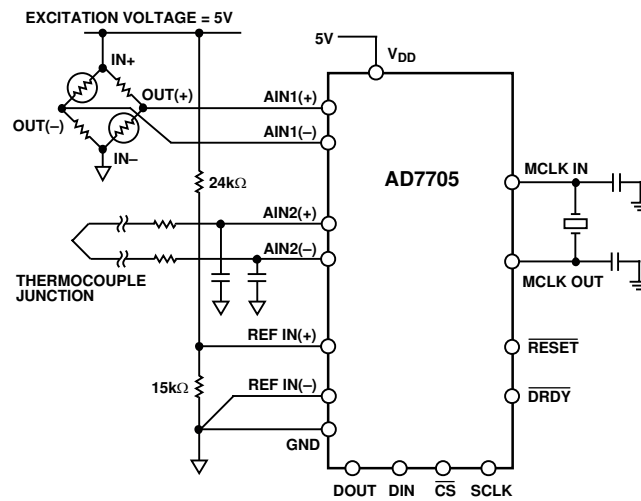 EXCITATION VOLTAGE = 5V
5V
VDD
IN+
OUT(+)
AIN1(+)
OUT(–)
AIN1(–)
IN–
AD7705
MCLK IN
24kΩ
AIN2(+)
AIN2(–)
THERMOCOUPLE
JUNCTION
MCLK OUT
REF IN(+)
RESET
15kΩ
REF IN(–)
DRDY
GND
DOUT DIN CS SCLK